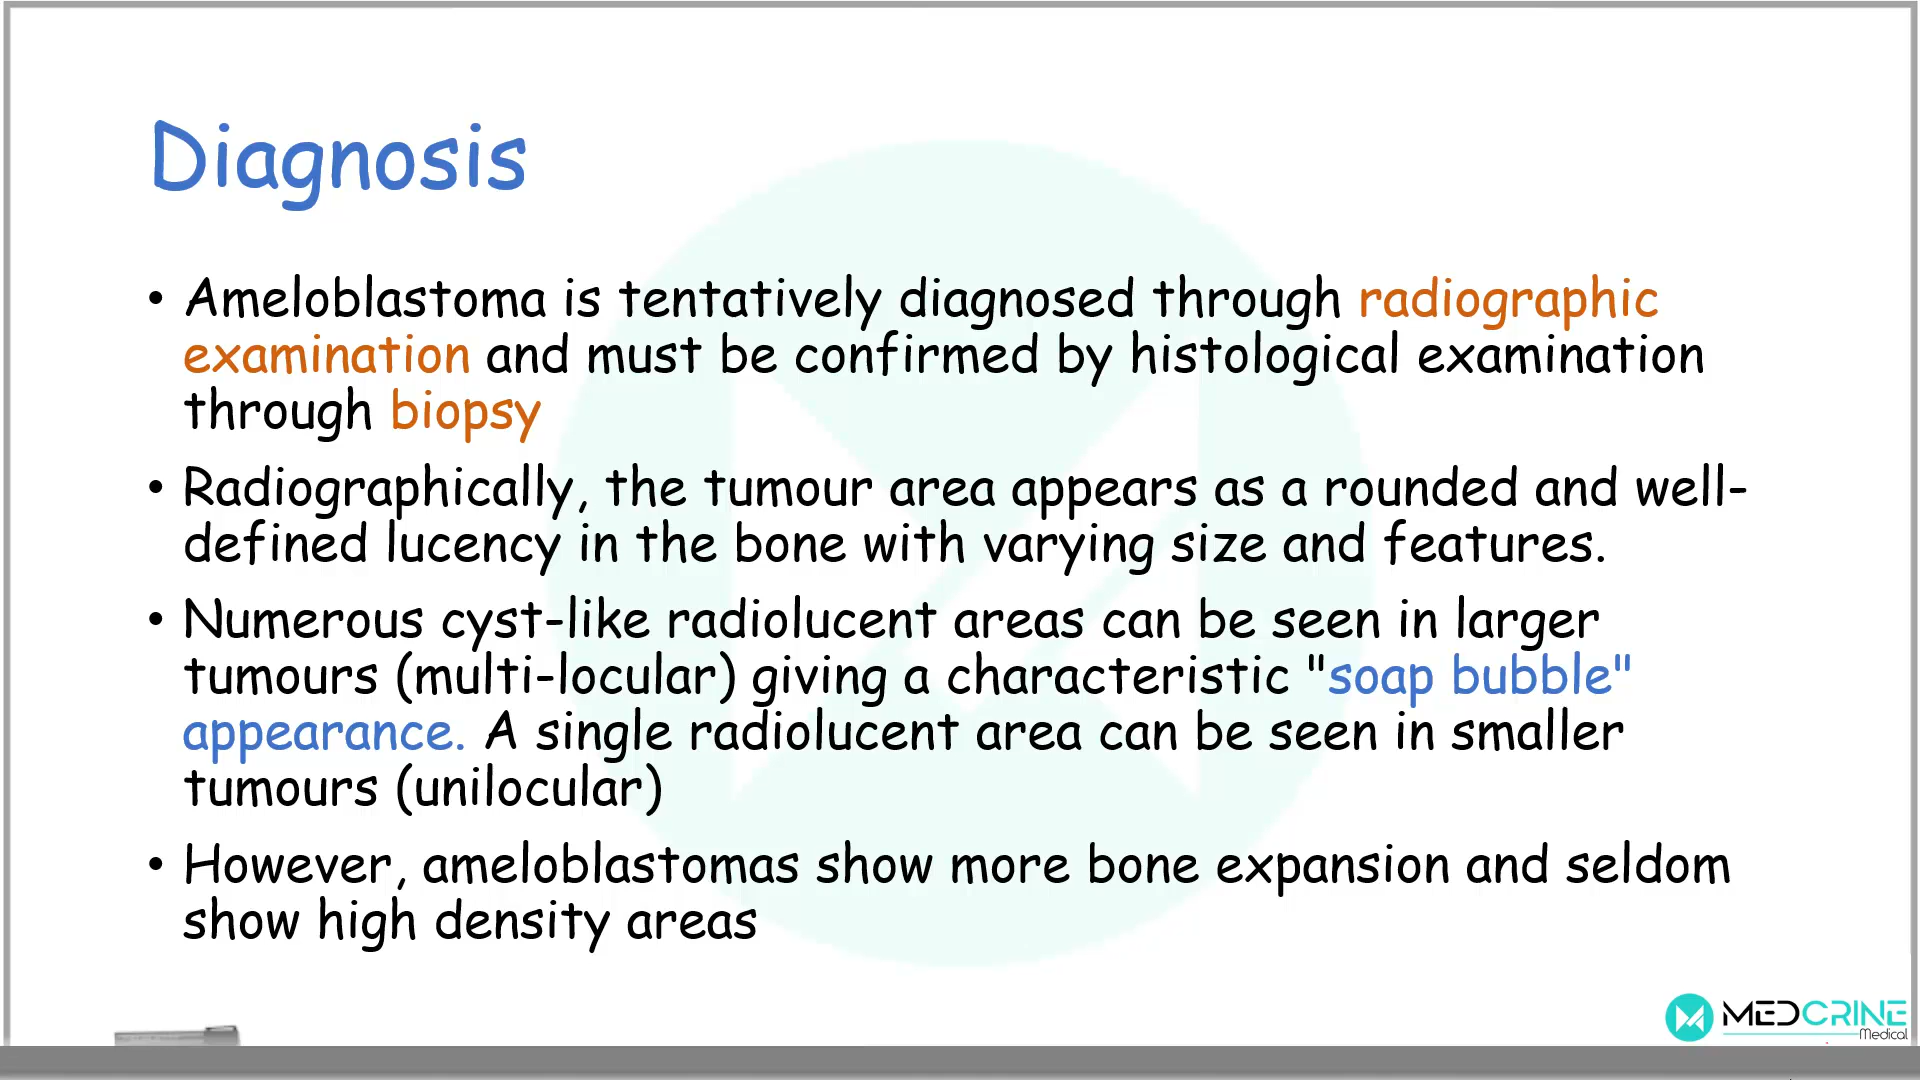 Diagnosis
• Ameloblastoma is tentatively diagnosed through radiographic
examination and must be confirmed by histological examination
through biopsy
• Radiographically, the tumour area appears as a rounded and well-
defined lucency in the bone with varying size and features.
• Numerous cyst-like radiolucent areas can be seen in larger
tumours (multi-locular) giving a characteristic "soap bubble"
appearance. A single radiolucent area can be seen in smaller
tumours (unilocular)
• However, ameloblastomas show more bone expansion and seldom
show high density areas
MEDCRINE
Medical